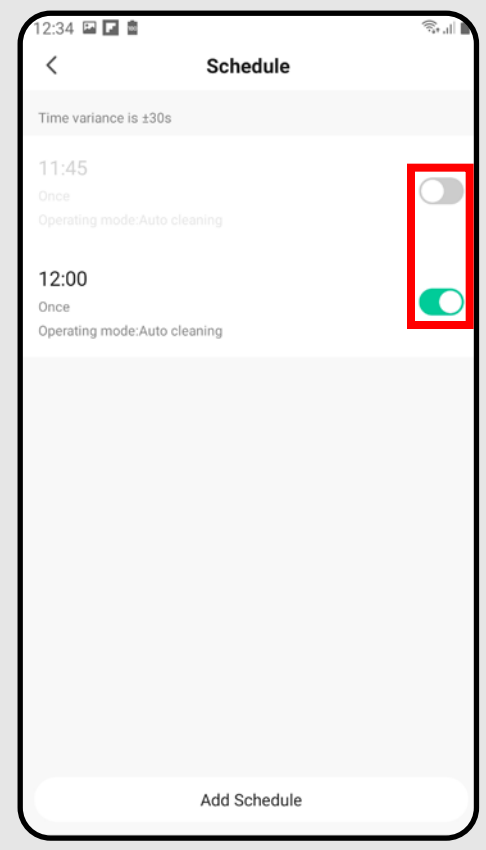 12:34
Schedule
Time variance is ±30s
11:45
Once
Operating mode:Auto cleaning
12:00
Once
Operating mode:Auto cleaning
Add Schedule